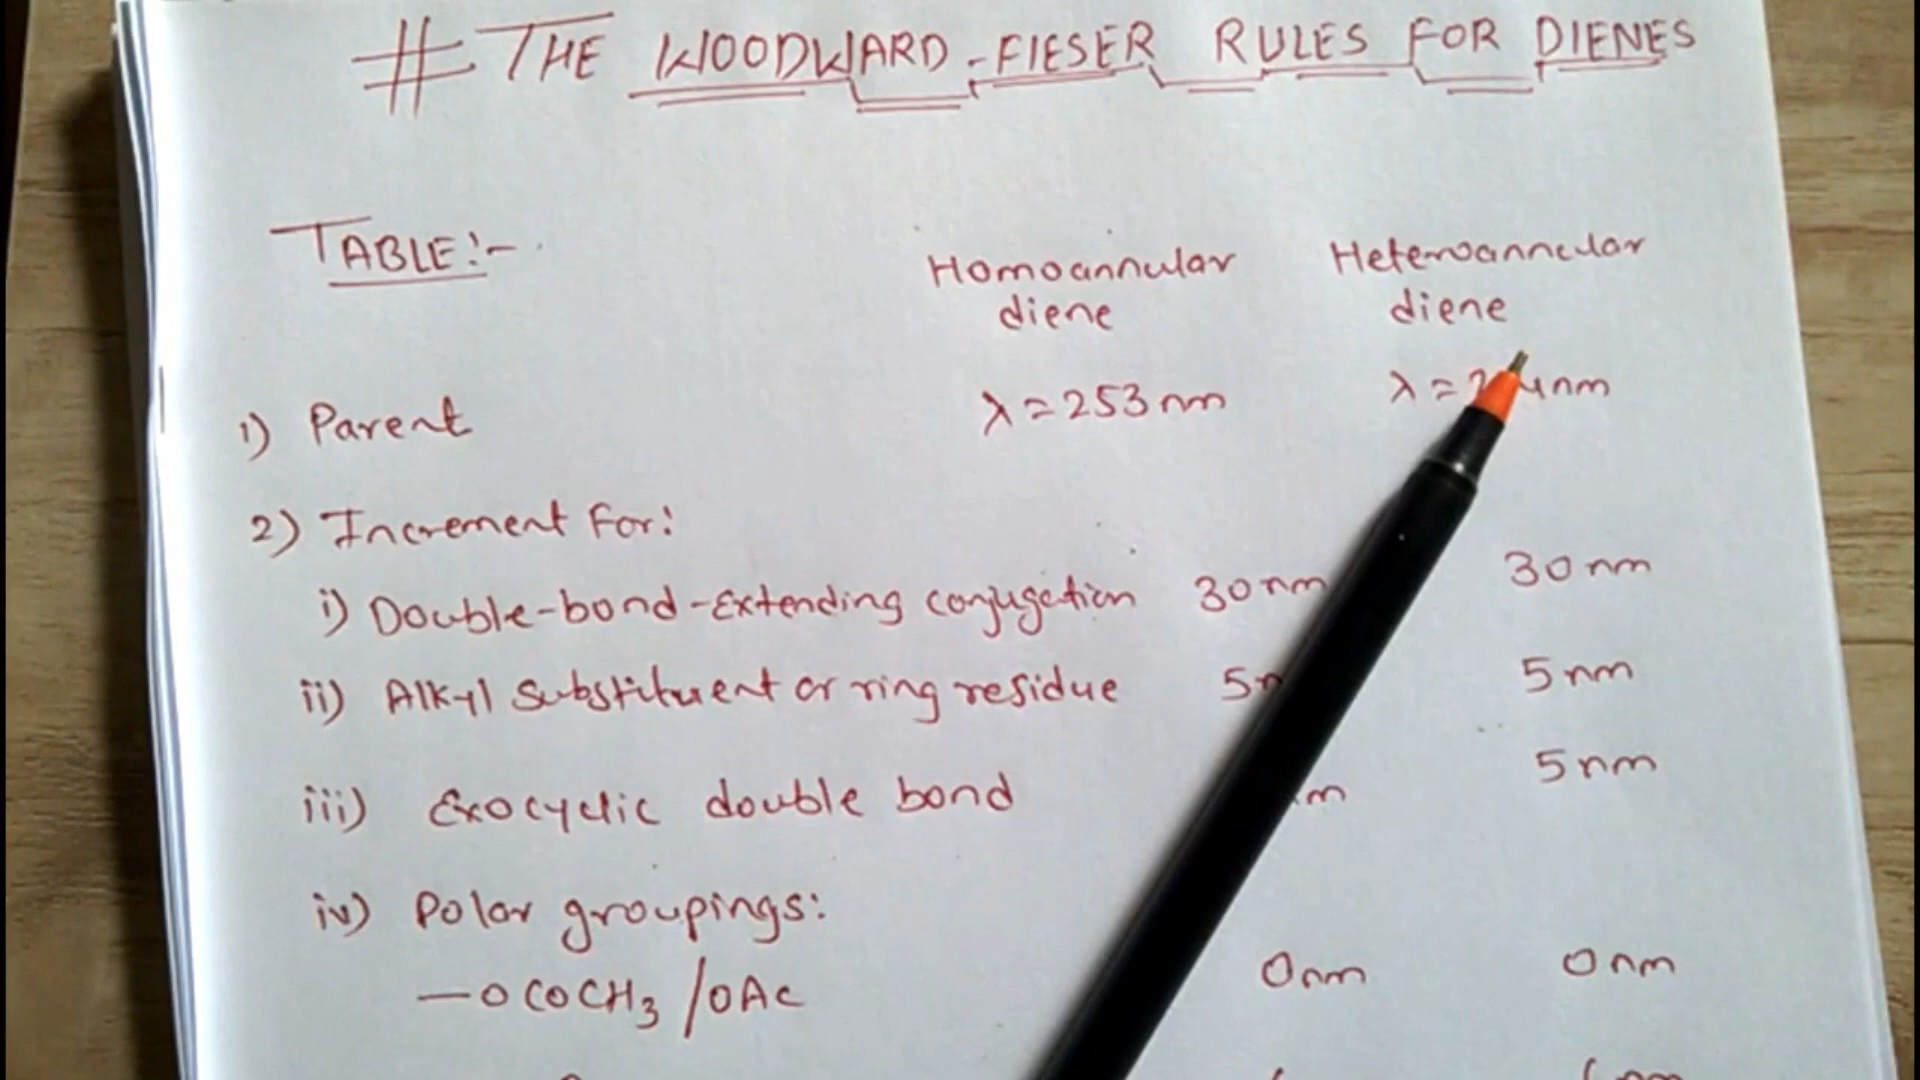 # THE WOODWARD-FIESER RULES FOR DIENES
TABLE:-
Homoannular diene
Heteroannular diene
1) Parent λ=253nm λ=
2) Increment For:
i) Double-bond-Extending conjugation 30nm 30nm
ii) Alkyl Substituent or ring residue 5n 5nm
iii) Exocyclic double bond 5nm
iv) Polar groupings:
—OCOCH3/OAc 0nm 0nm